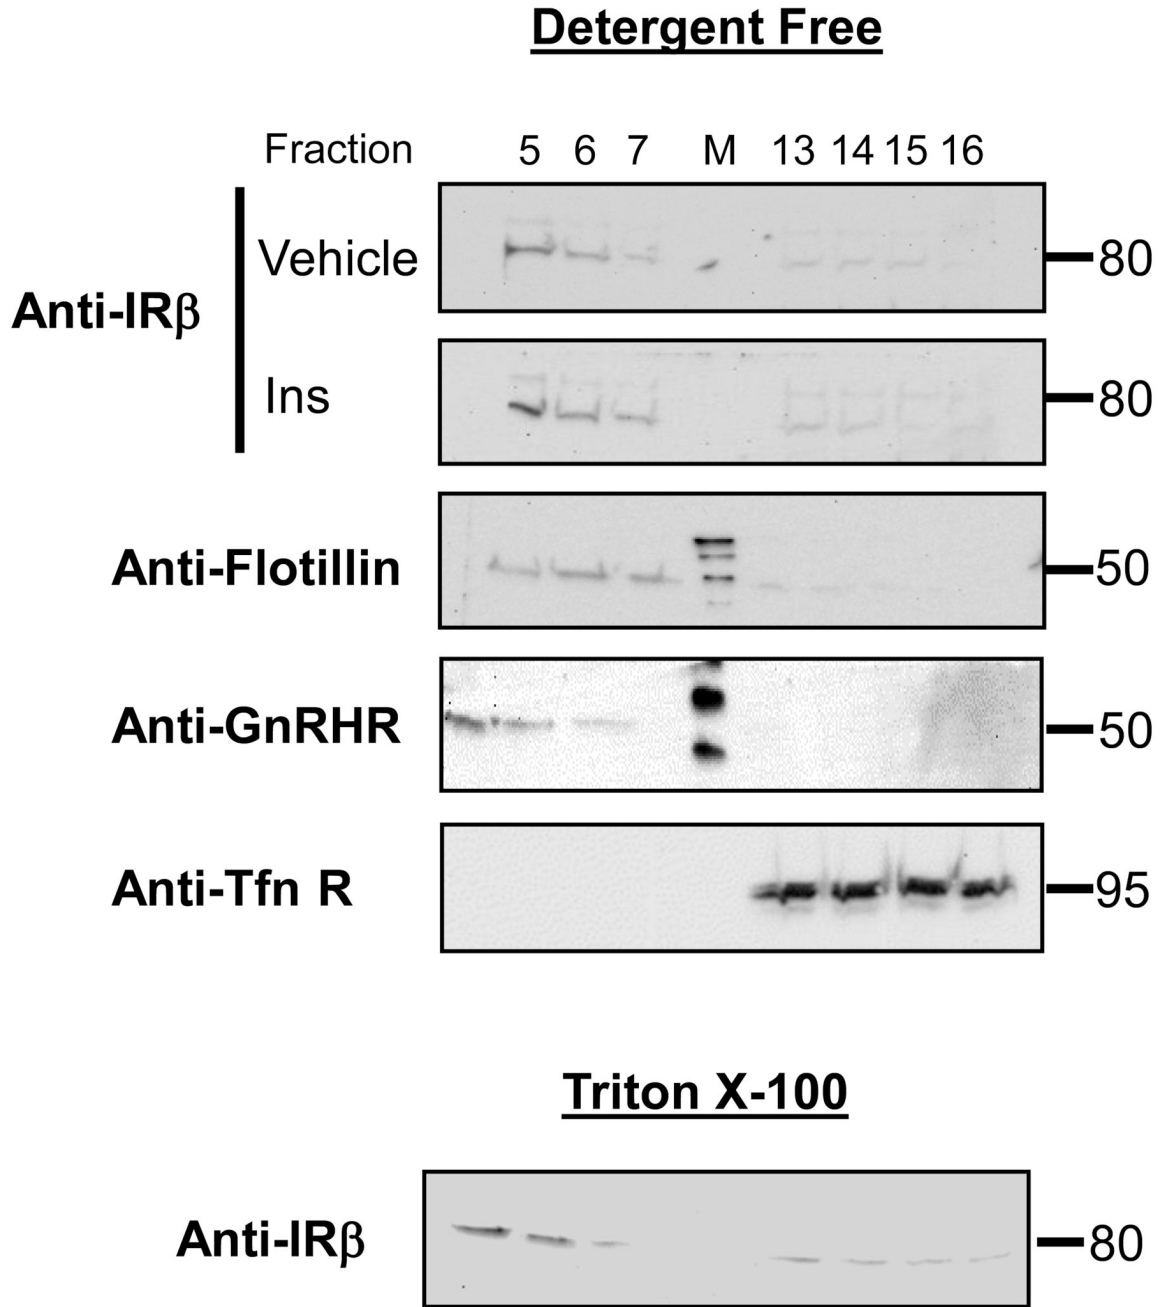 Detergent Free
Fraction 5 6 7 M 13 14 15 16
Anti-IRβ
Vehicle 80
Ins 80
Anti-Flotillin 50
Anti-GnRHR 50
Anti-Tfn R 95
Triton X-100
Anti-IRβ 80